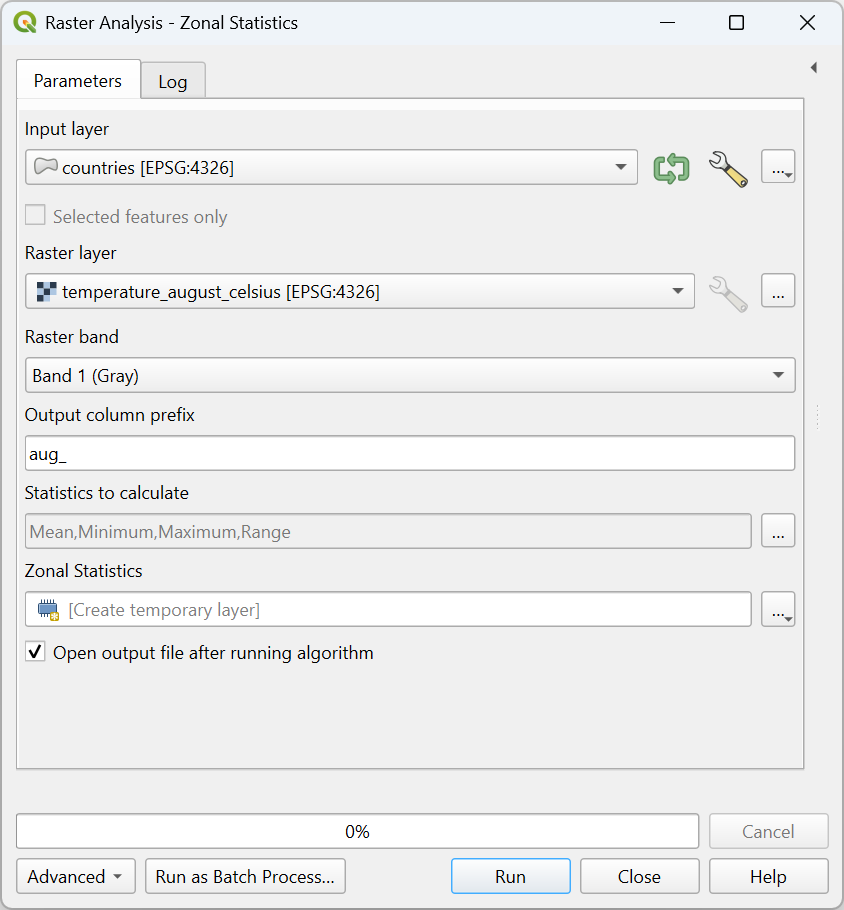 Raster Analysis - Zonal Statistics
Parameters
Log
Input layer
countries [EPSG:4326]
...
Selected features only
Raster layer
temperature_august_celsius [EPSG:4326]
...
Raster band
Band 1 (Gray)
Output column prefix
aug_
Statistics to calculate
Mean,Minimum,Maximum,Range
...
Zonal Statistics
[Create temporary layer]
...
Open output file after running algorithm
0%
Cancel
Advanced
Run as Batch Process...
Run
Close
Help